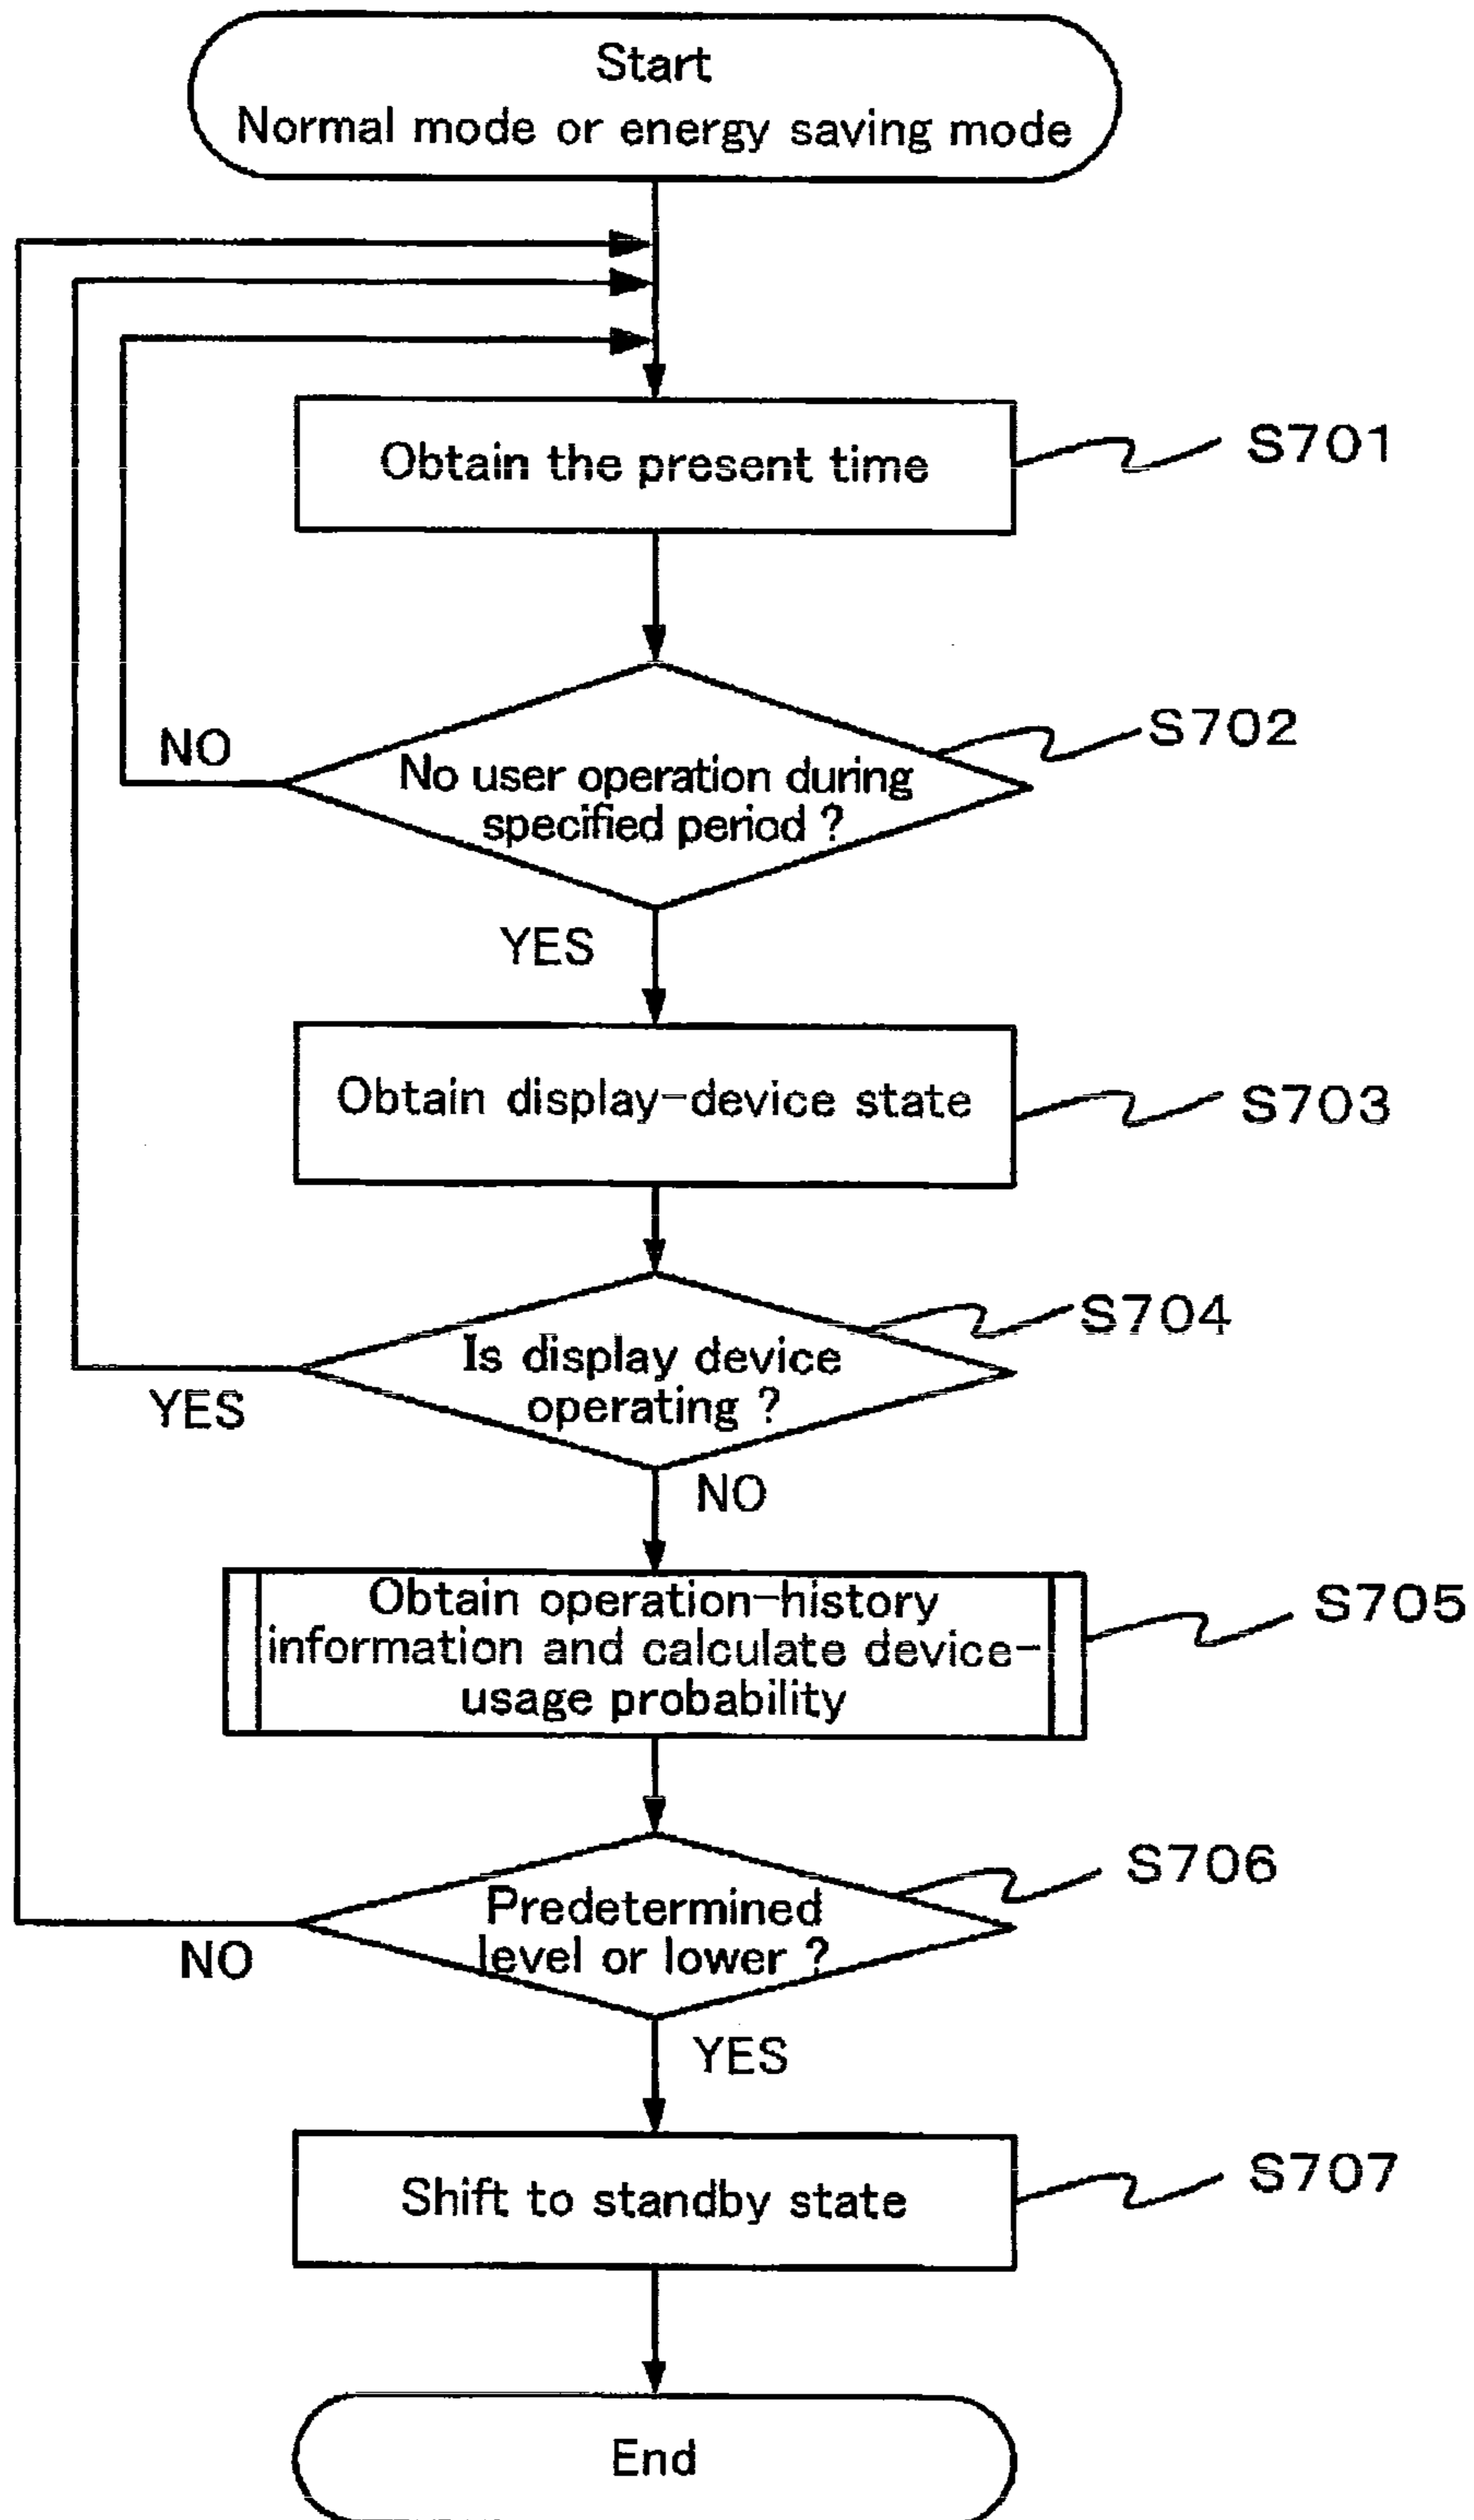 Start
Normal mode or energy saving mode
Obtain the present time
S701
S702
NO
No user operation during
specified period ?
YES
Obtain display-device state
S703
S704
Is display device
operating ?
YES
NO
Obtain operation-history
information and calculate device-
usage probability
S705
S706
Predetermined
level or lower ?
NO
YES
Shift to standby state
S707
End